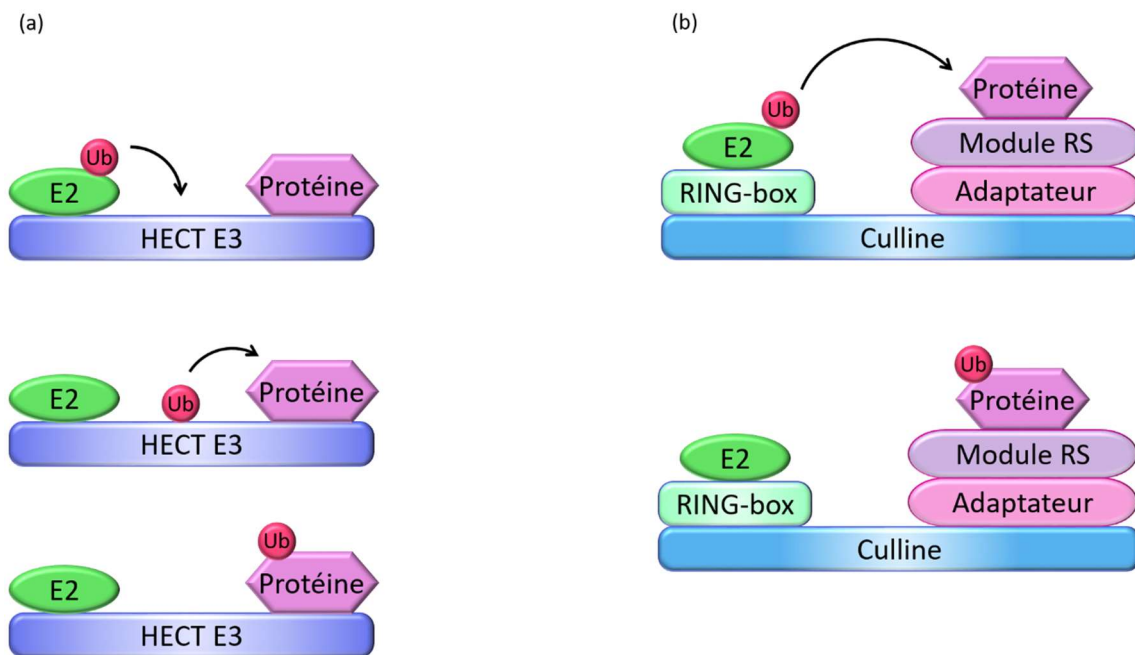 (a)
Ub
E2
Protéine
HECT E3
E2
Ub
Protéine
HECT E3
Ub
E2
Protéine
HECT E3
(b)
Ub
Protéine
E2
Module RS
RING-box
Adaptateur
Culline
Ub
Protéine
E2
Module RS
RING-box
Adaptateur
Culline